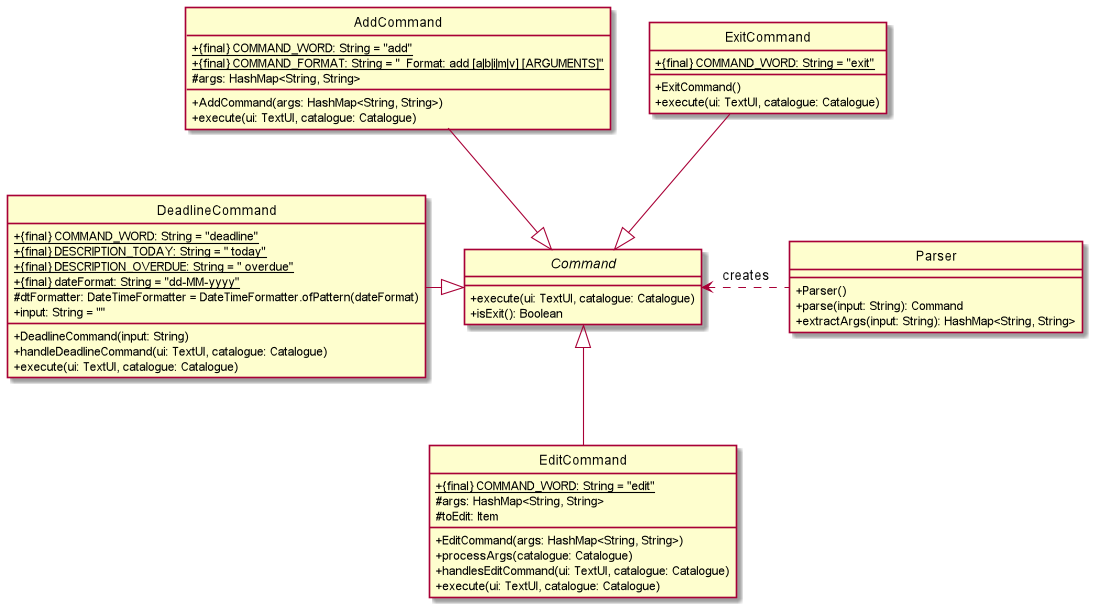 AddCommand
+{final} COMMAND_WORD: String = "add"
+{final} COMMAND_FORMAT: String = "  Format: add [a|b|j|m|v] [ARGUMENTS]"
#args: HashMap<String, String>
+AddCommand(args: HashMap<String, String>)
+execute(ui: TextUI, catalogue: Catalogue)
ExitCommand
+{final} COMMAND_WORD: String = "exit"
+ExitCommand()
+execute(ui: TextUI, catalogue: Catalogue)
DeadlineCommand
+{final} COMMAND_WORD: String = "deadline"
+{final} DESCRIPTION_TODAY: String = " today"
+{final} DESCRIPTION_OVERDUE: String = " overdue"
+{final} dateFormat: String = "dd-MM-yyyy"
#dtFormatter: DateTimeFormatter = DateTimeFormatter.ofPattern(dateFormat)
+input: String = ""
+DeadlineCommand(input: String)
+handleDeadlineCommand(ui: TextUI, catalogue: Catalogue)
+execute(ui: TextUI, catalogue: Catalogue)
Command
+execute(ui: TextUI, catalogue: Catalogue)
+isExit(): Boolean
creates
Parser
+Parser()
+parse(input: String): Command
+extractArgs(input: String): HashMap<String, String>
EditCommand
+{final} COMMAND_WORD: String = "edit"
#args: HashMap<String, String>
#toEdit: Item
+EditCommand(args: HashMap<String, String>)
+processArgs(catalogue: Catalogue)
+handlesEditCommand(ui: TextUI, catalogue: Catalogue)
+execute(ui: TextUI, catalogue: Catalogue)